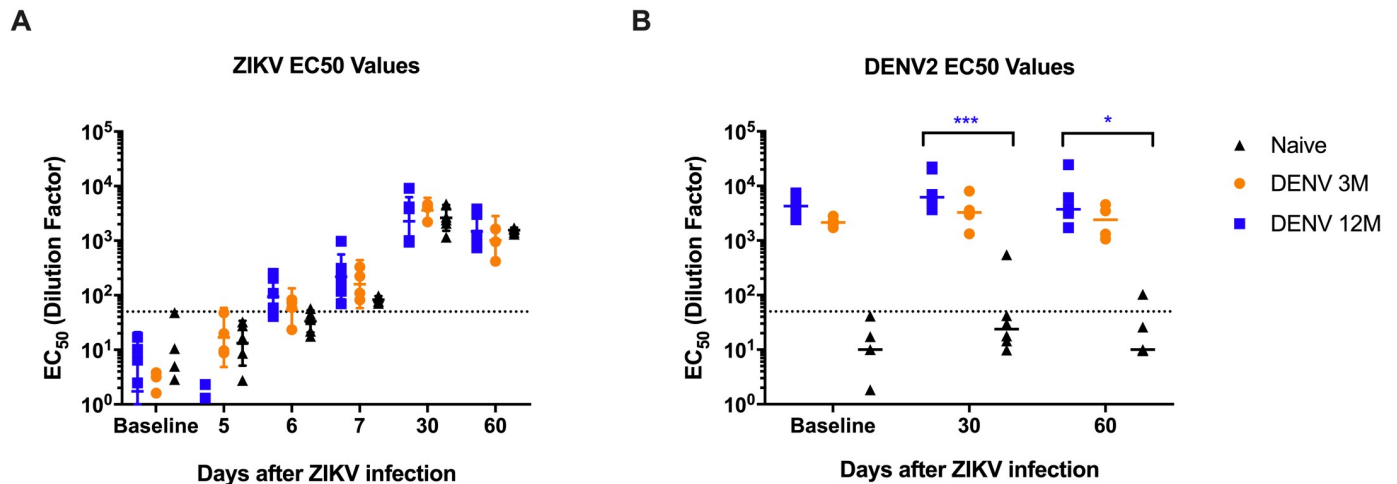 A
B
ZIKV EC50 Values
DENV2 EC50 Values
EC50 (Dilution Factor)
10^5
10^4
10^3
10^2
10^1
10^0
Baseline 5 6 7 30 60
Days after ZIKV infection
EC50 (Dilution Factor)
10^5
10^4
10^3
10^2
10^1
10^0
*** *
Baseline 30 60
Days after ZIKV infection
Naive
DENV 3M
DENV 12M